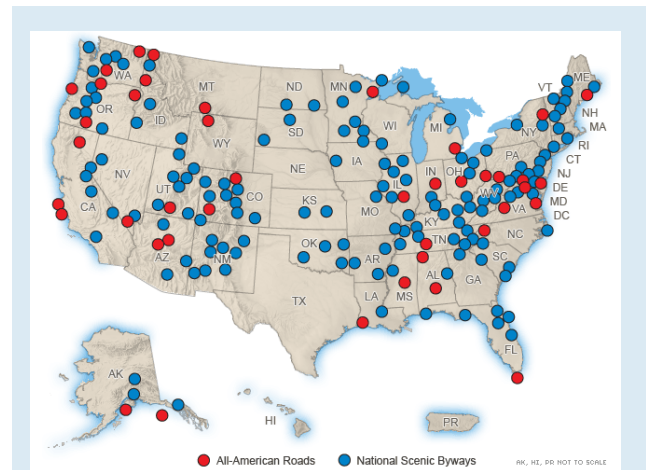 WA
MT
ND
MN
ME
VT
OR
ID
SD
WI
MI
NY
NH
MA
WY
RI
NE
IA
PA
CT
NV
IN
OH
NJ
UT
CO
IL
WV
DE
CA
KS
MO
VA
MD
KY
DC
AZ
NM
OK
TN
NC
AR
SC
TX
LA
MS
AL
GA
FL
AK
HI
PR
All-American Roads
National Scenic Byways
AK, HI, PR NOT TO SCALE